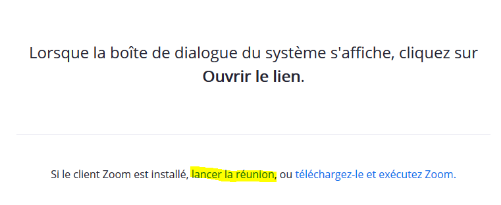 Lorsque la boîte de dialogue du système s'affiche, cliquez sur
Ouvrir le lien.
Si le client Zoom est installé, lancer la réunion, ou téléchargez-le et exécutez Zoom.